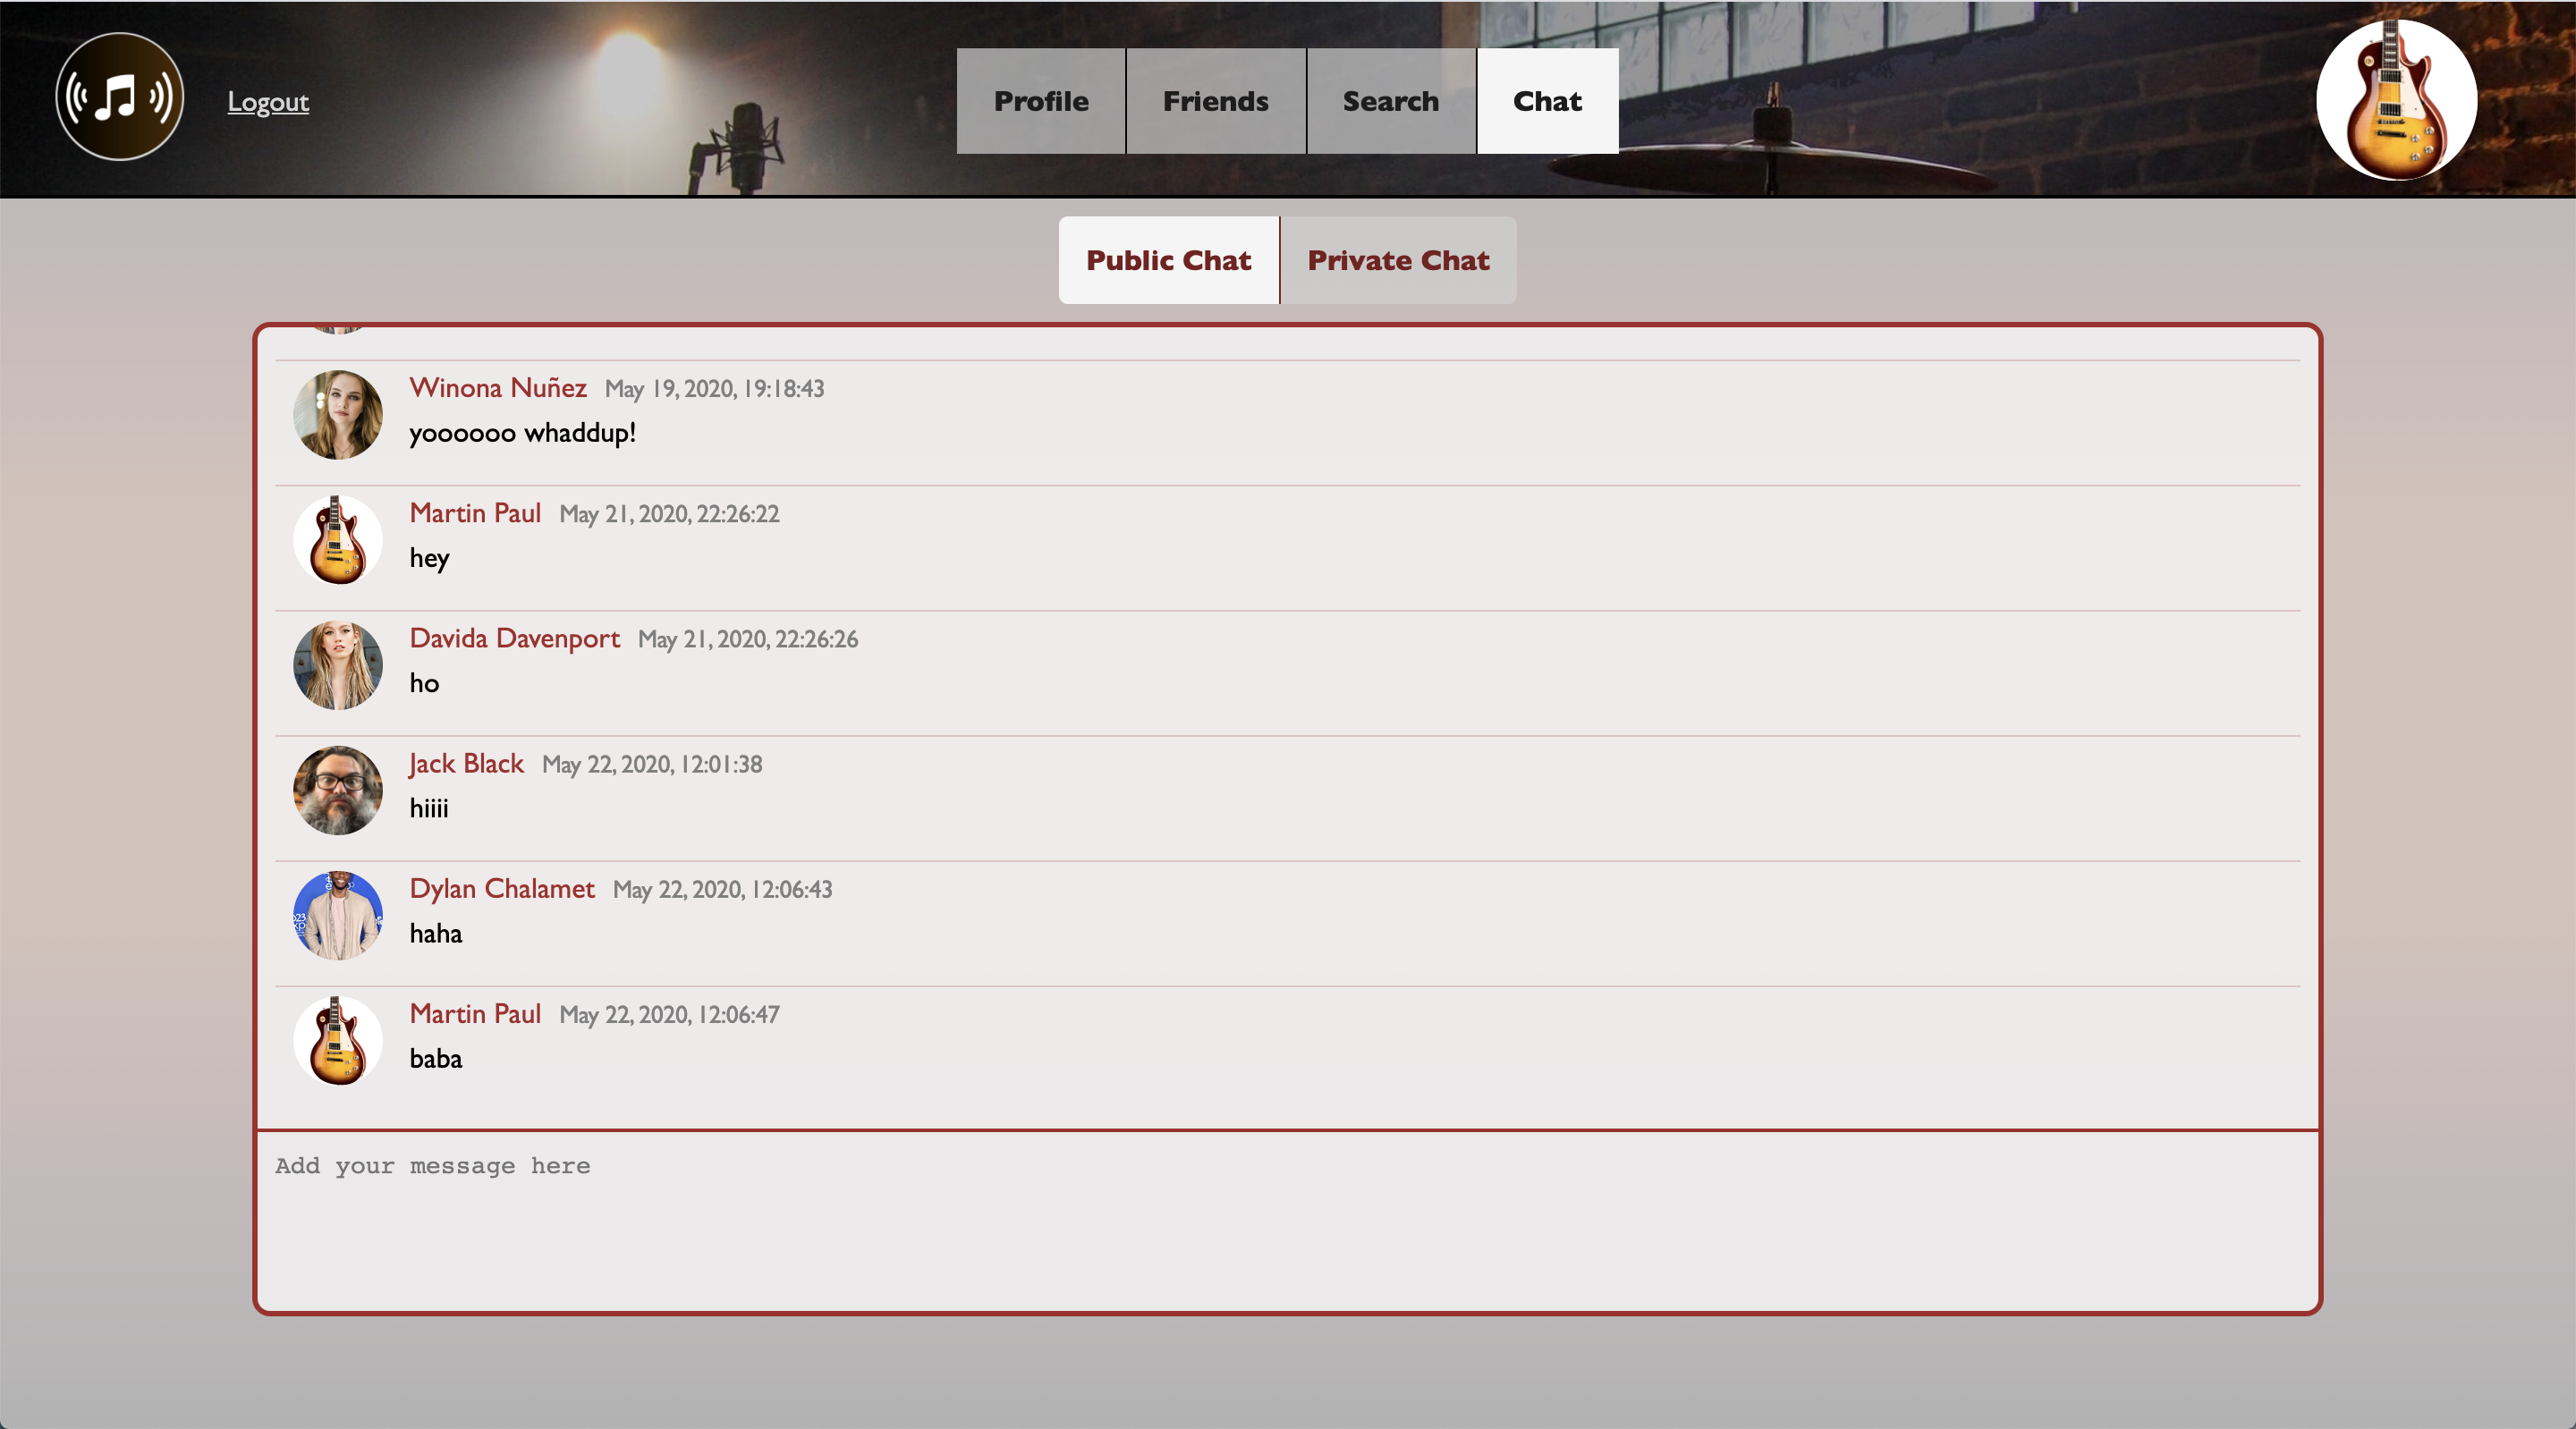 Logout
Profile
Friends
Search
Chat
Public Chat
Private Chat
Winona Nuñez May 19, 2020, 19:18:43
yoooooo whaddup!
Martin Paul May 21, 2020, 22:26:22
hey
Davida Davenport May 21, 2020, 22:26:26
ho
Jack Black May 22, 2020, 12:01:38
hiiii
Dylan Chalamet May 22, 2020, 12:06:43
haha
Martin Paul May 22, 2020, 12:06:47
baba
Add your message here